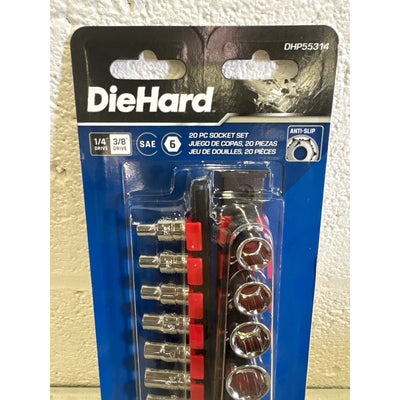 DHP55314
DieHard
1/4" DRIVE
3/8" DRIVE
SAE
6
20 PC SOCKET SET
JUEGO DE COPAS, 20 PIEZAS
JEU DE DOUILLES, 20 PIÈCES
ANTI-SLIP